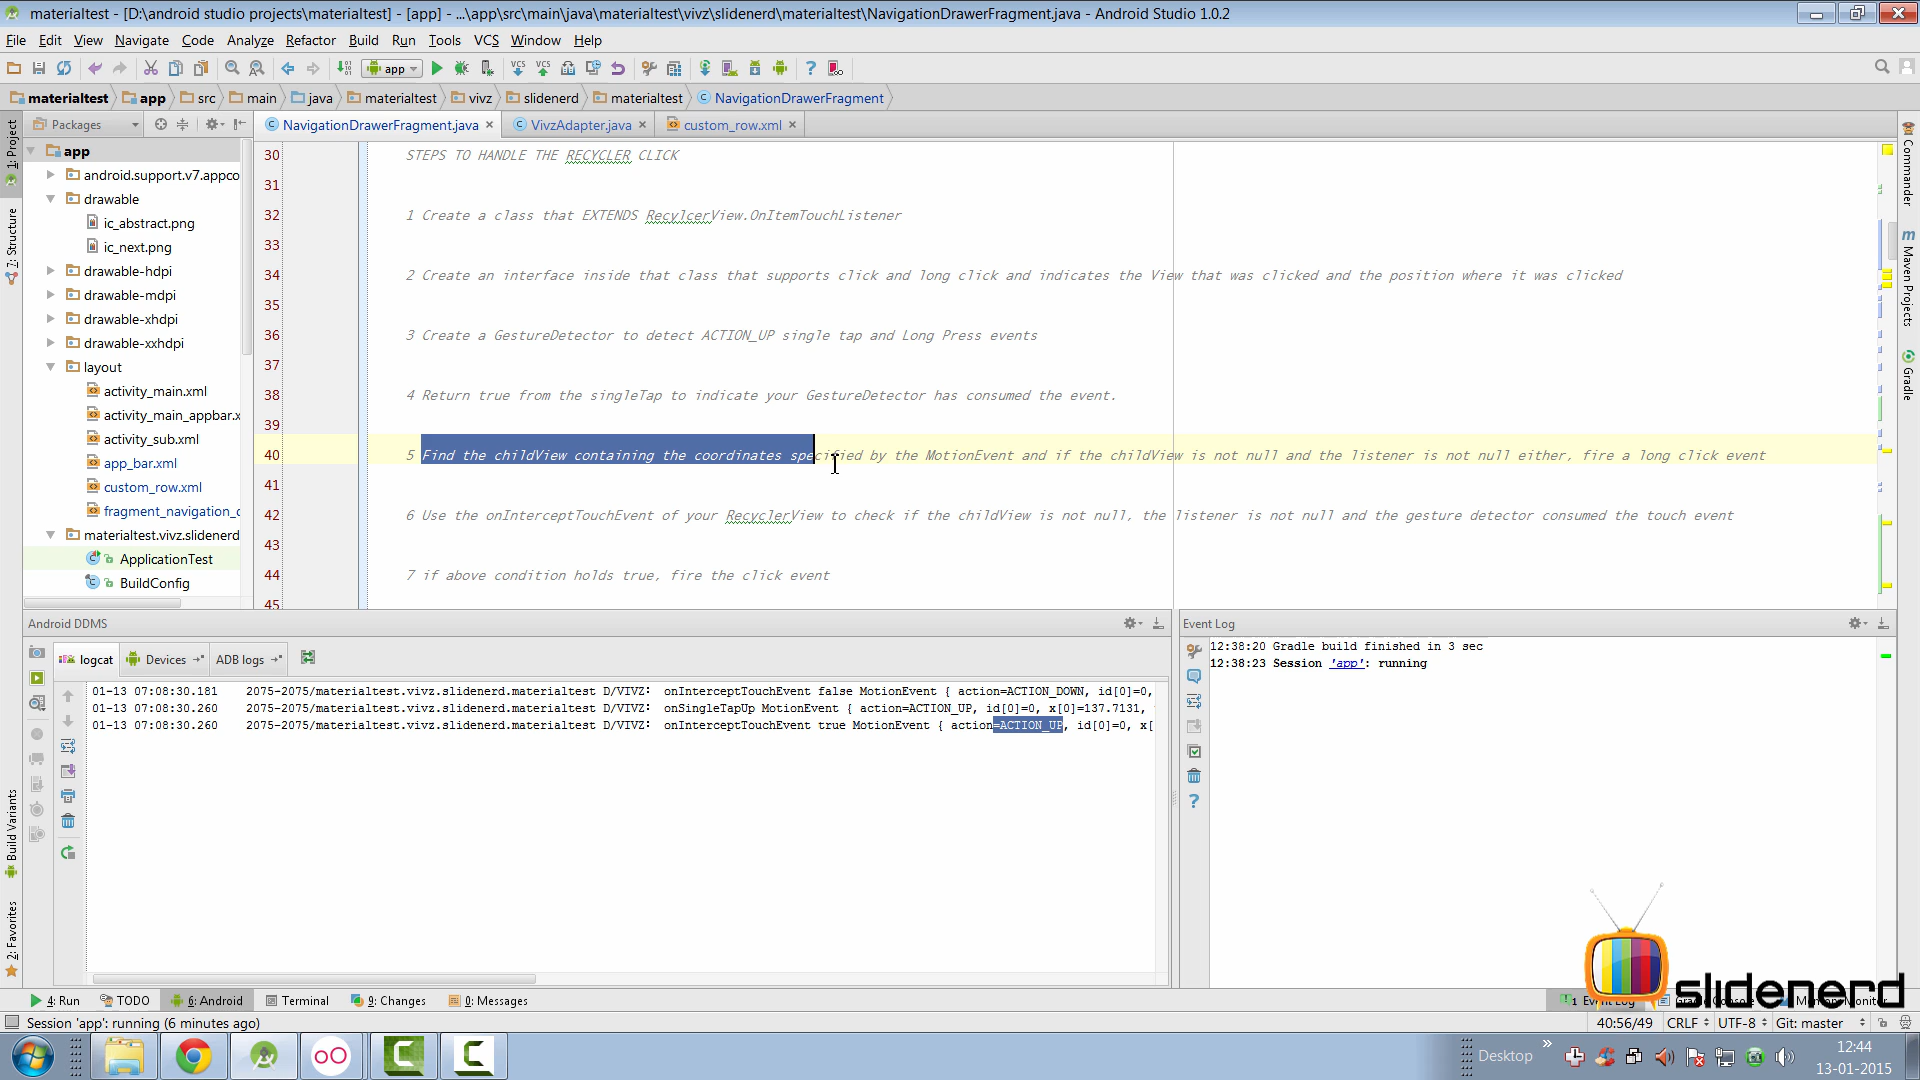 materialtest - [D:\android studio projects\materialtest] - [app] - ...\app\src\main\java\materialtest\vivz\slidenerd\materialtest\NavigationDrawerFragment.java - Android Studio 1.0.2
File Edit View Navigate Code Analyze Refactor Build Run Tools VCS Window Help
app
materialtest app src main java materialtest vivz slidenerd materialtest NavigationDrawerFragment
Packages
NavigationDrawerFragment.java VivzAdapter.java custom_row.xml
1: Project
7: Structure
Build Variants
2: Favorites
app
android.support.v7.appco
drawable
ic_abstract.png
ic_next.png
drawable-hdpi
drawable-mdpi
drawable-xhdpi
drawable-xxhdpi
layout
activity_main.xml
activity_main_appbar.x
activity_sub.xml
app_bar.xml
custom_row.xml
fragment_navigation_c
materialtest.vivz.slidenerd
ApplicationTest
BuildConfig
30 STEPS TO HANDLE THE RECYCLER CLICK
31
32 1 Create a class that EXTENDS RecylcerView.OnItemTouchListener
33
34 2 Create an interface inside that class that supports click and long click and indicates the View that was clicked and the position where it was clicked
35
36 3 Create a GestureDetector to detect ACTION_UP single tap and Long Press events
37
38 4 Return true from the singleTap to indicate your GestureDetector has consumed the event.
39
40 5 Find the childView containing the coordinates specified by the MotionEvent and if the childView is not null and the listener is not null either, fire a long click event
41
42 6 Use the onInterceptTouchEvent of your RecyclerView to check if the childView is not null, the listener is not null and the gesture detector consumed the touch event
43
44 7 if above condition holds true, fire the click event
45
Commander
Maven Projects
Gradle
Android DDMS
logcat Devices ADB logs
01-13 07:08:30.181 2075-2075/materialtest.vivz.slidenerd.materialtest D/VIVZ: onInterceptTouchEvent false MotionEvent { action=ACTION_DOWN, id[0]=0,
01-13 07:08:30.260 2075-2075/materialtest.vivz.slidenerd.materialtest D/VIVZ: onSingleTapUp MotionEvent { action=ACTION_UP, id[0]=0, x[0]=137.7131,
01-13 07:08:30.260 2075-2075/materialtest.vivz.slidenerd.materialtest D/VIVZ: onInterceptTouchEvent true MotionEvent { action=ACTION_UP, id[0]=0, x[
Event Log
12:38:20 Gradle build finished in 3 sec
12:38:23 Session 'app': running
slidenerd
4: Run TODO 6: Android Terminal 9: Changes 0: Messages 1 Event Log
Session 'app': running (6 minutes ago) 40:56/49 CRLF UTF-8 Git: master
Desktop
12:44
13-01-2015